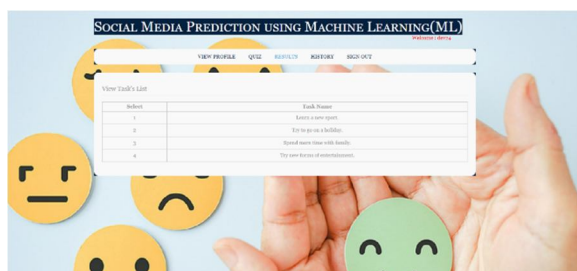 SOCIAL MEDIA PREDICTION USING MACHINE LEARNING(ML)
Welcome :
VIEW PROFILE QUIZ RESULTS HISTORY SIGN OUT
View Task's List
Select Task Name
1 Learn a new sport.
2 Try to go on a holiday.
3 Spend more time with family.
4 Try new forms of entertainment.